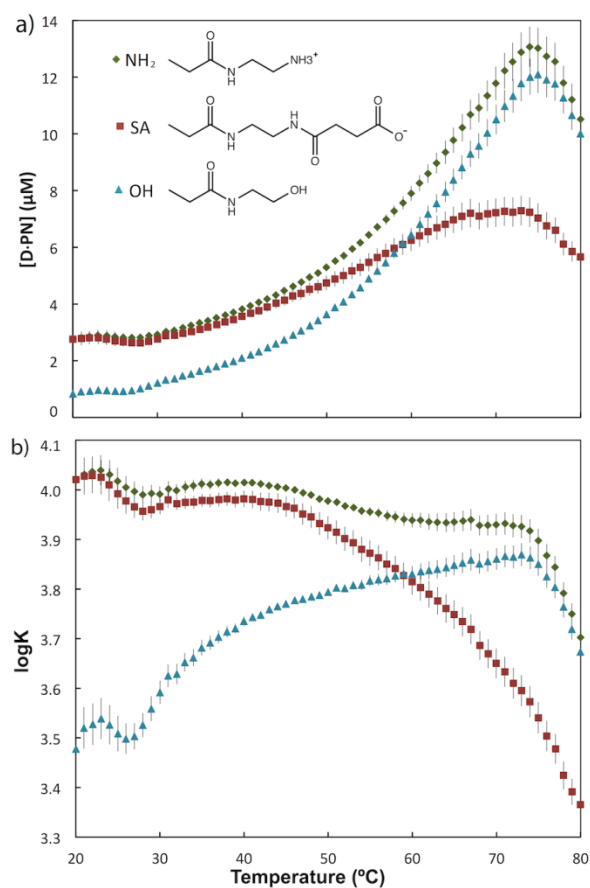 a)
14
12
10
8
6
4
2
0
[D·PN] (μM)
NH₂
O
N
H
NH3⁺
SA
O
N
H
H
N
O
O
O⁻
OH
O
N
H
OH
b)
4.1
4.0
3.9
3.8
3.7
3.6
3.5
3.4
3.3
logK
20 30 40 50 60 70 80
Temperature (ºC)